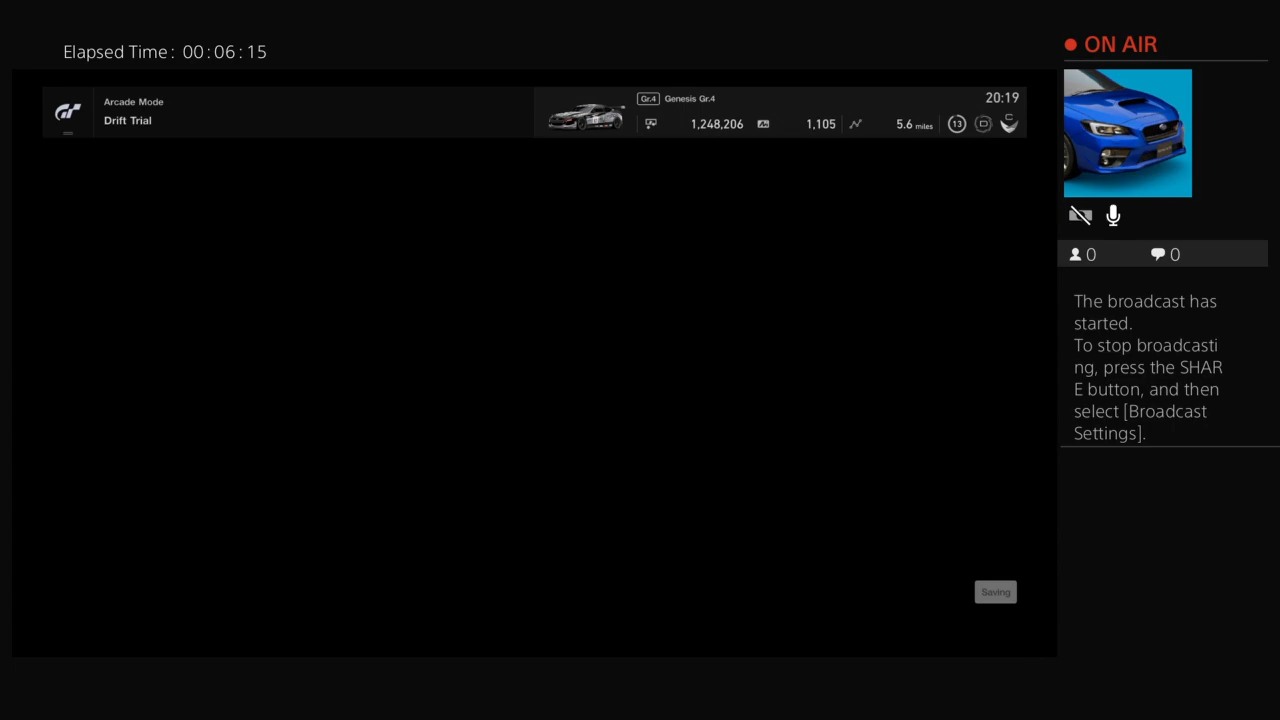 Elapsed Time: 00:06:15
ON AIR
Arcade Mode
Drift Trial
Gr.4 Genesis Gr.4
20:19
1,248,206
1,105
5.6 miles
13
D
C
0
0
The broadcast has
started.
To stop broadcasti
ng, press the SHAR
E button, and then
select [Broadcast
Settings].
Saving